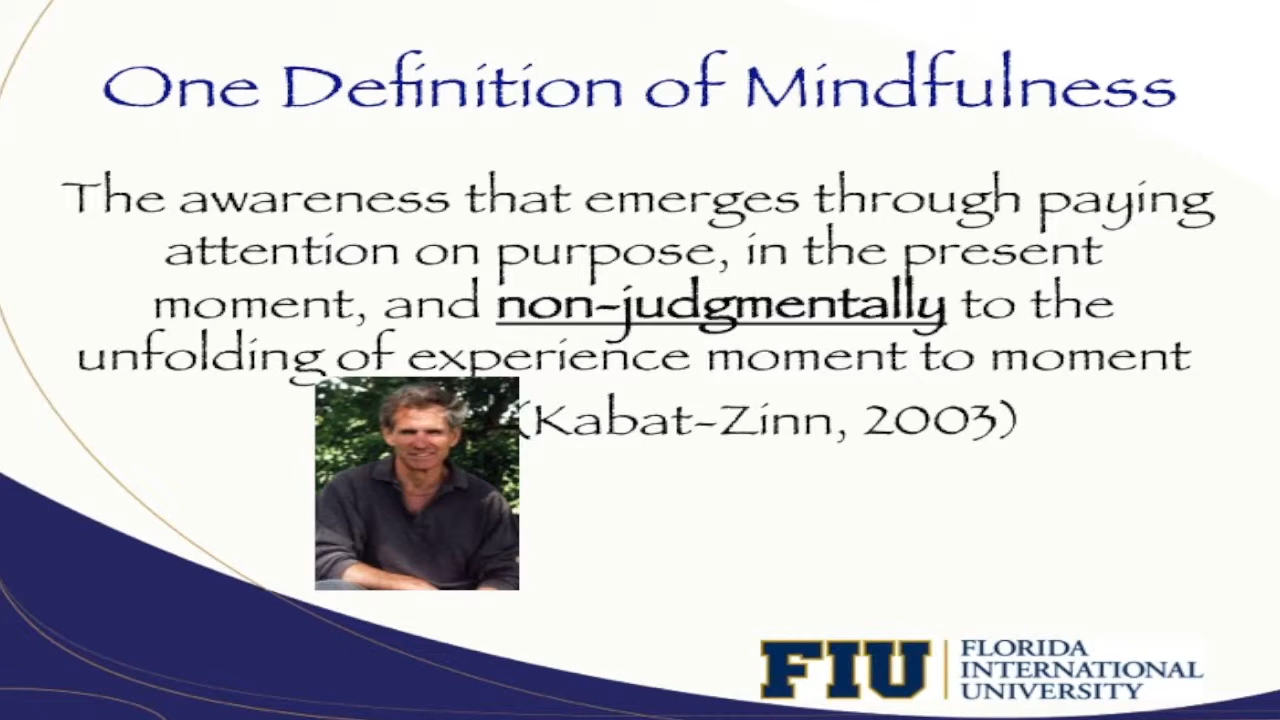 One Definition of Mindfulness
The awareness that emerges through paying
attention on purpose, in the present
moment, and non-judgmentally to the
unfolding of experience moment to moment
(Kabat-Zinn, 2003)
FIU
FLORIDA
INTERNATIONAL
UNIVERSITY